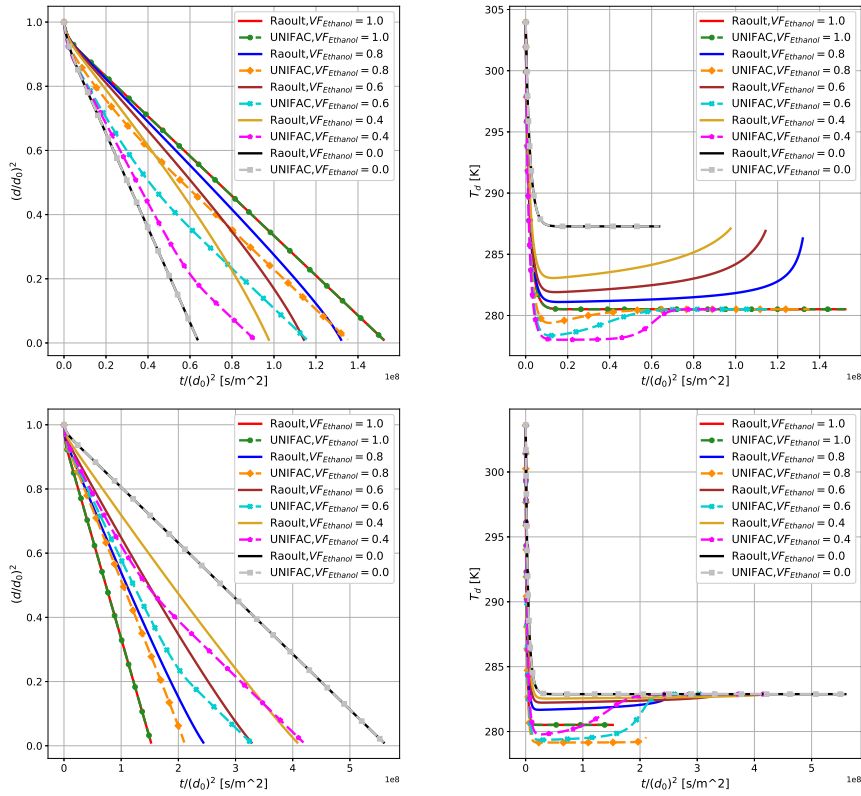 Raoult,VF_Ethanol = 1.0
UNIFAC,VF_Ethanol = 1.0
Raoult,VF_Ethanol = 0.8
UNIFAC,VF_Ethanol = 0.8
Raoult,VF_Ethanol = 0.6
UNIFAC,VF_Ethanol = 0.6
Raoult,VF_Ethanol = 0.4
UNIFAC,VF_Ethanol = 0.4
Raoult,VF_Ethanol = 0.0
UNIFAC,VF_Ethanol = 0.0
(d/d₀)²
1.0
0.8
0.6
0.4
0.2
0.0
0.0 0.2 0.4 0.6 0.8 1.0 1.2 1.4
1e8
t/(d₀)² [s/m^2]
Raoult,VF_Ethanol = 1.0
UNIFAC,VF_Ethanol = 1.0
Raoult,VF_Ethanol = 0.8
UNIFAC,VF_Ethanol = 0.8
Raoult,VF_Ethanol = 0.6
UNIFAC,VF_Ethanol = 0.6
Raoult,VF_Ethanol = 0.4
UNIFAC,VF_Ethanol = 0.4
Raoult,VF_Ethanol = 0.0
UNIFAC,VF_Ethanol = 0.0
T_d [K]
305
300
295
290
285
280
0.0 0.2 0.4 0.6 0.8 1.0 1.2 1.4
1e8
t/(d₀)² [s/m^2]
Raoult,VF_Ethanol = 1.0
UNIFAC,VF_Ethanol = 1.0
Raoult,VF_Ethanol = 0.8
UNIFAC,VF_Ethanol = 0.8
Raoult,VF_Ethanol = 0.6
UNIFAC,VF_Ethanol = 0.6
Raoult,VF_Ethanol = 0.4
UNIFAC,VF_Ethanol = 0.4
Raoult,VF_Ethanol = 0.0
UNIFAC,VF_Ethanol = 0.0
(d/d₀)²
1.0
0.8
0.6
0.4
0.2
0.0
0 1 2 3 4 5
1e8
t/(d₀)² [s/m^2]
Raoult,VF_Ethanol = 1.0
UNIFAC,VF_Ethanol = 1.0
Raoult,VF_Ethanol = 0.8
UNIFAC,VF_Ethanol = 0.8
Raoult,VF_Ethanol = 0.6
UNIFAC,VF_Ethanol = 0.6
Raoult,VF_Ethanol = 0.4
UNIFAC,VF_Ethanol = 0.4
Raoult,VF_Ethanol = 0.0
UNIFAC,VF_Ethanol = 0.0
T_d [K]
300
295
290
285
280
0 1 2 3 4 5
1e8
t/(d₀)² [s/m^2]